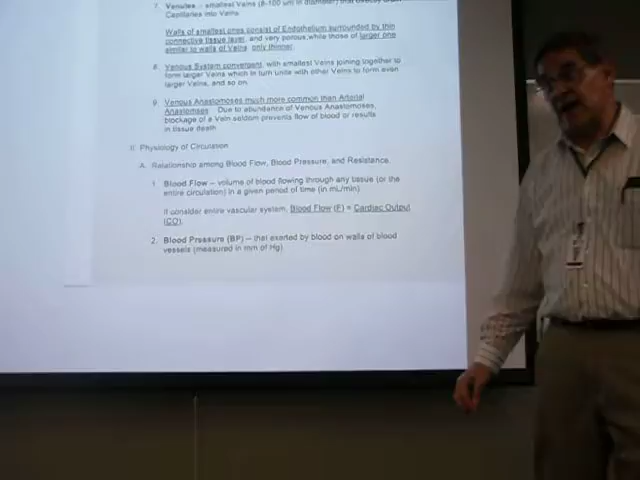 7. Venules – smallest Veins (8-100 um in diameter) that
Capillaries into Veins.
Walls of smallest ones consist of Endothelium surrounded by thin
connective tissue layer, and very porous, while those of larger one
similar to walls of Veins, only thinner.
8. Venous System convergent, with smallest Veins joining together to
form larger Veins which in turn unite with other Veins to form even
larger Veins, and so on.
9. Venous Anastomoses much more common than Arterial
Anastomoses. Due to abundance of Venous Anastomoses,
blockage of a Vein seldom prevents flow of blood or results
in tissue death
II. Physiology of Circulation
A. Relationship among Blood Flow, Blood Pressure, and Resistance.
1. Blood Flow – volume of blood flowing through any tissue (or the
entire circulation) in a given period of time (in mL/min)
If consider entire vascular system, Blood Flow (F) = Cardiac Output
(CO).
2. Blood Pressure (BP) – that exerted by blood on walls of blood
vessels (measured in mm of Hg)